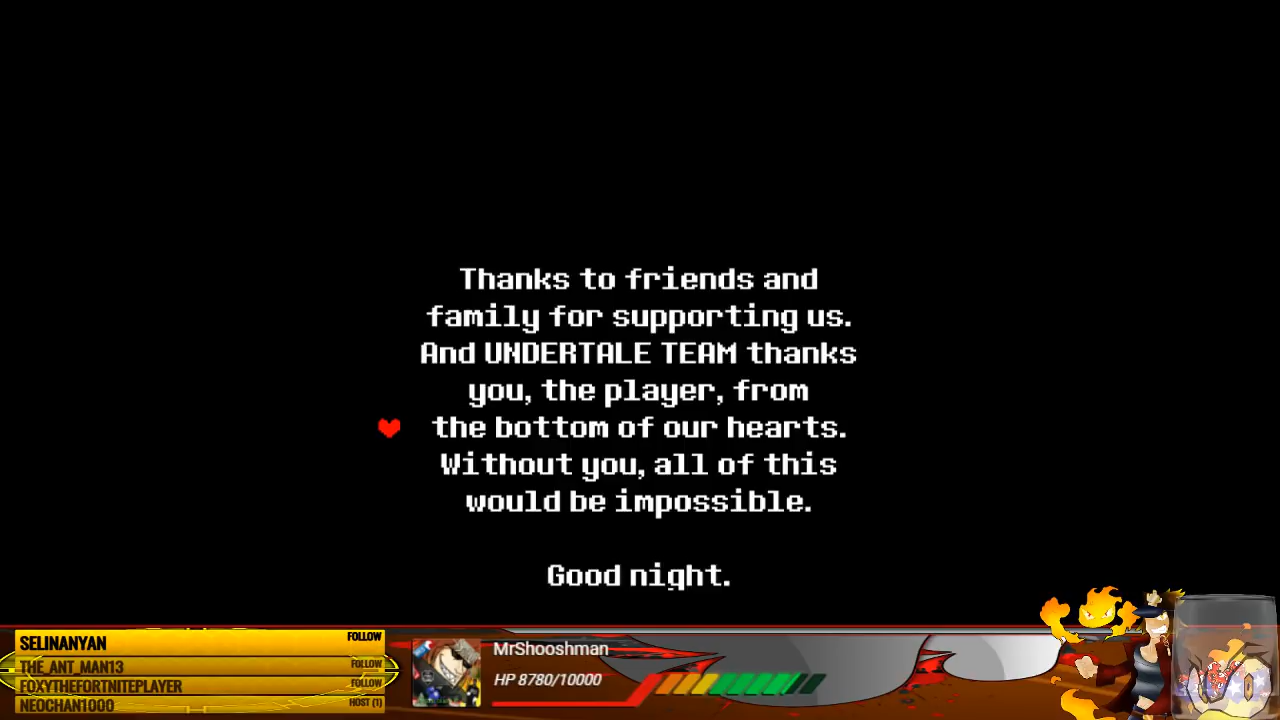 Thanks to friends and
family for supporting us.
And UNDERTALE TEAM thanks
you, the player, from
the bottom of our hearts.
Without you, all of this
would be impossible.
Good night.
SELINANYAN FOLLOW
THE_ANT_MAN13 FOLLOW
FOXYTHEFORTNITEPLAYER FOLLOW
NEOCHAN1000 HOST (1)
MrShooshman
HP 8780/10000